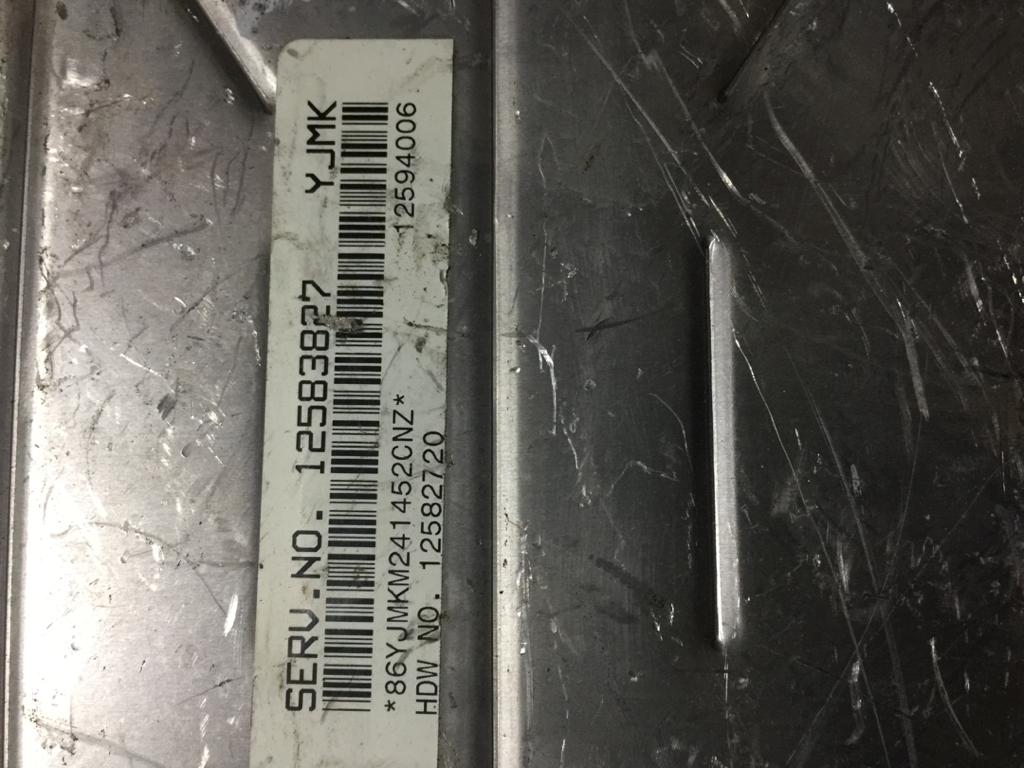 SERV.NO. 12583827 YJMK
*86YJMKM241452CNZ* 12594006
HDW NO. 12582720